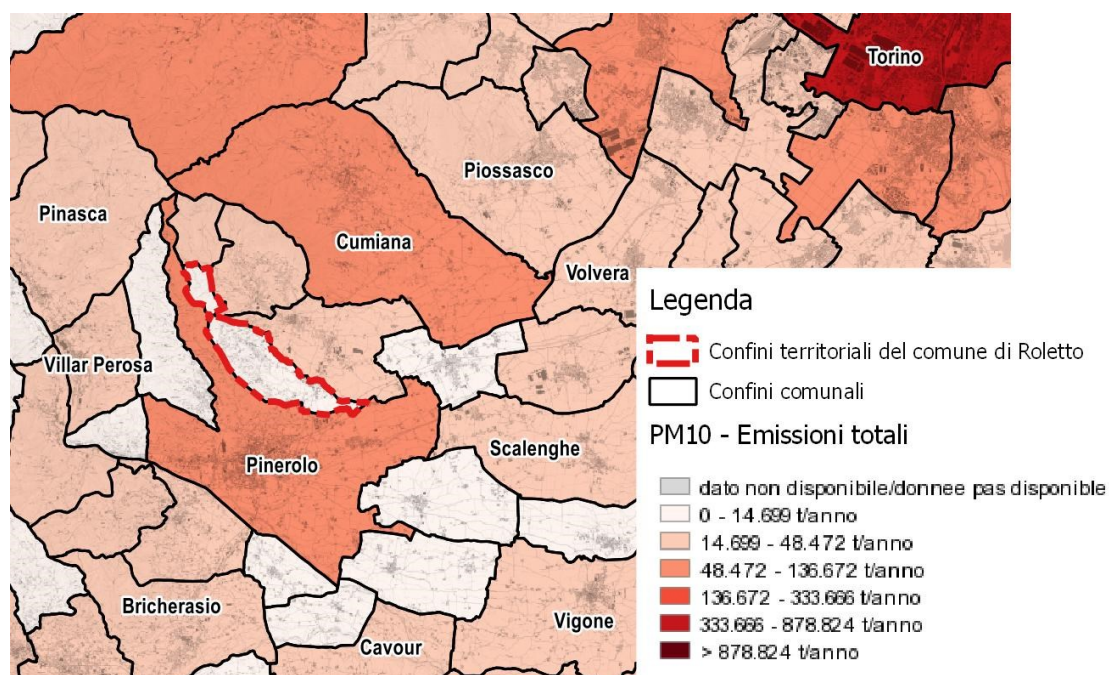 Torino
Piossasco
Pinasca
Cumiana
Volvera
Villar Perosa
Scalenghe
Pinerolo
Bricherasio
Vigone
Cavour
Legenda
Confini territoriali del comune di Roletto
Confini comunali
PM10 - Emissioni totali
dato non disponibile/donnee pas disponible
0 - 14.699 t/anno
14.699 - 48.472 t/anno
48.472 - 136.672 t/anno
136.672 - 333.666 t/anno
333.666 - 878.824 t/anno
> 878.824 t/anno